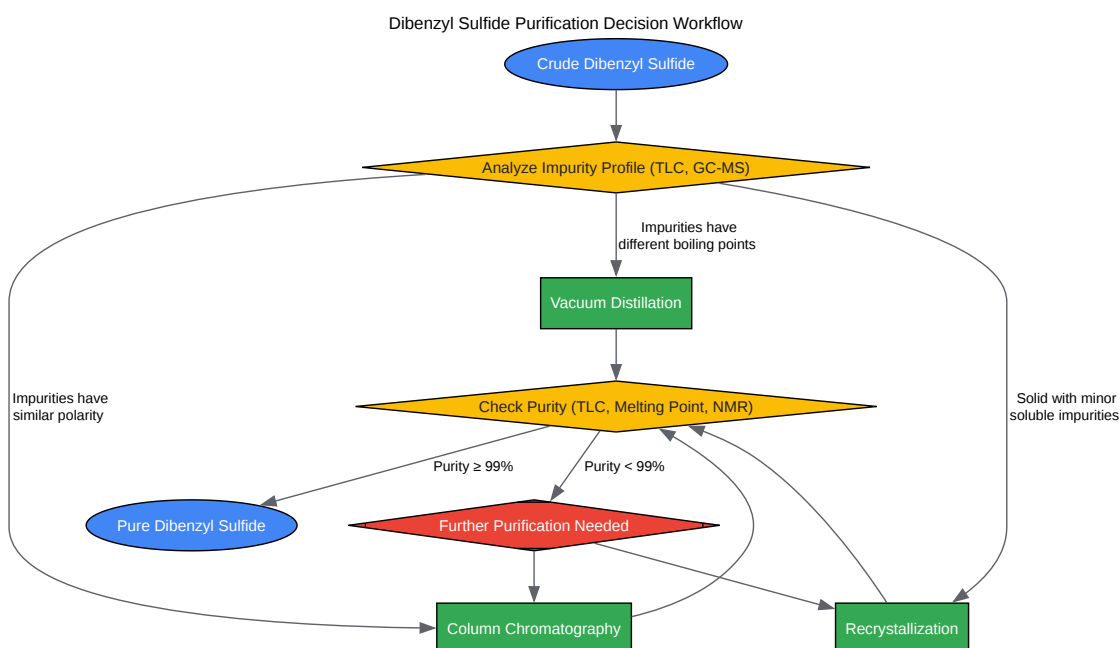 Dibenzyl Sulfide Purification Decision Workflow
Crude Dibenzyl Sulfide
Analyze Impurity Profile (TLC, GC-MS)
Impurities have
different boiling points
Vacuum Distillation
Impurities have
similar polarity
Check Purity (TLC, Melting Point, NMR)
Solid with minor
soluble impurities
Purity ≥ 99%
Purity < 99%
Pure Dibenzyl Sulfide
Further Purification Needed
Column Chromatography
Recrystallization